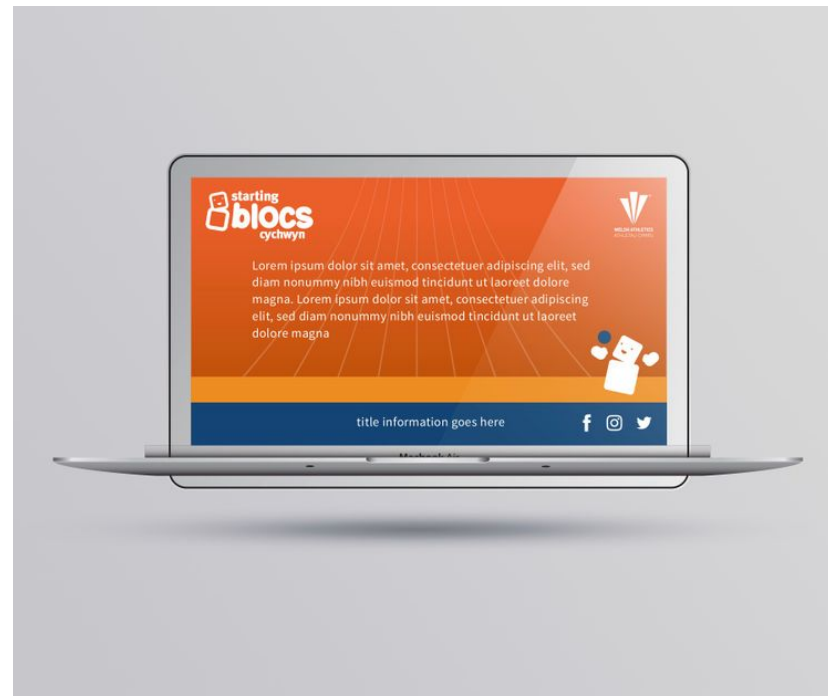 starting
blocs
cychwyn
WELSH ATHLETICS
Lorem ipsum dolor sit amet, consectetuer adipiscing elit, sed
diam nonummy nibh euismod tincidunt ut laoreet dolore
magna. Lorem ipsum dolor sit amet, consectetuer adipiscing
elit, sed diam nonummy nibh euismod tincidunt ut laoreet
dolore magna
title information goes here